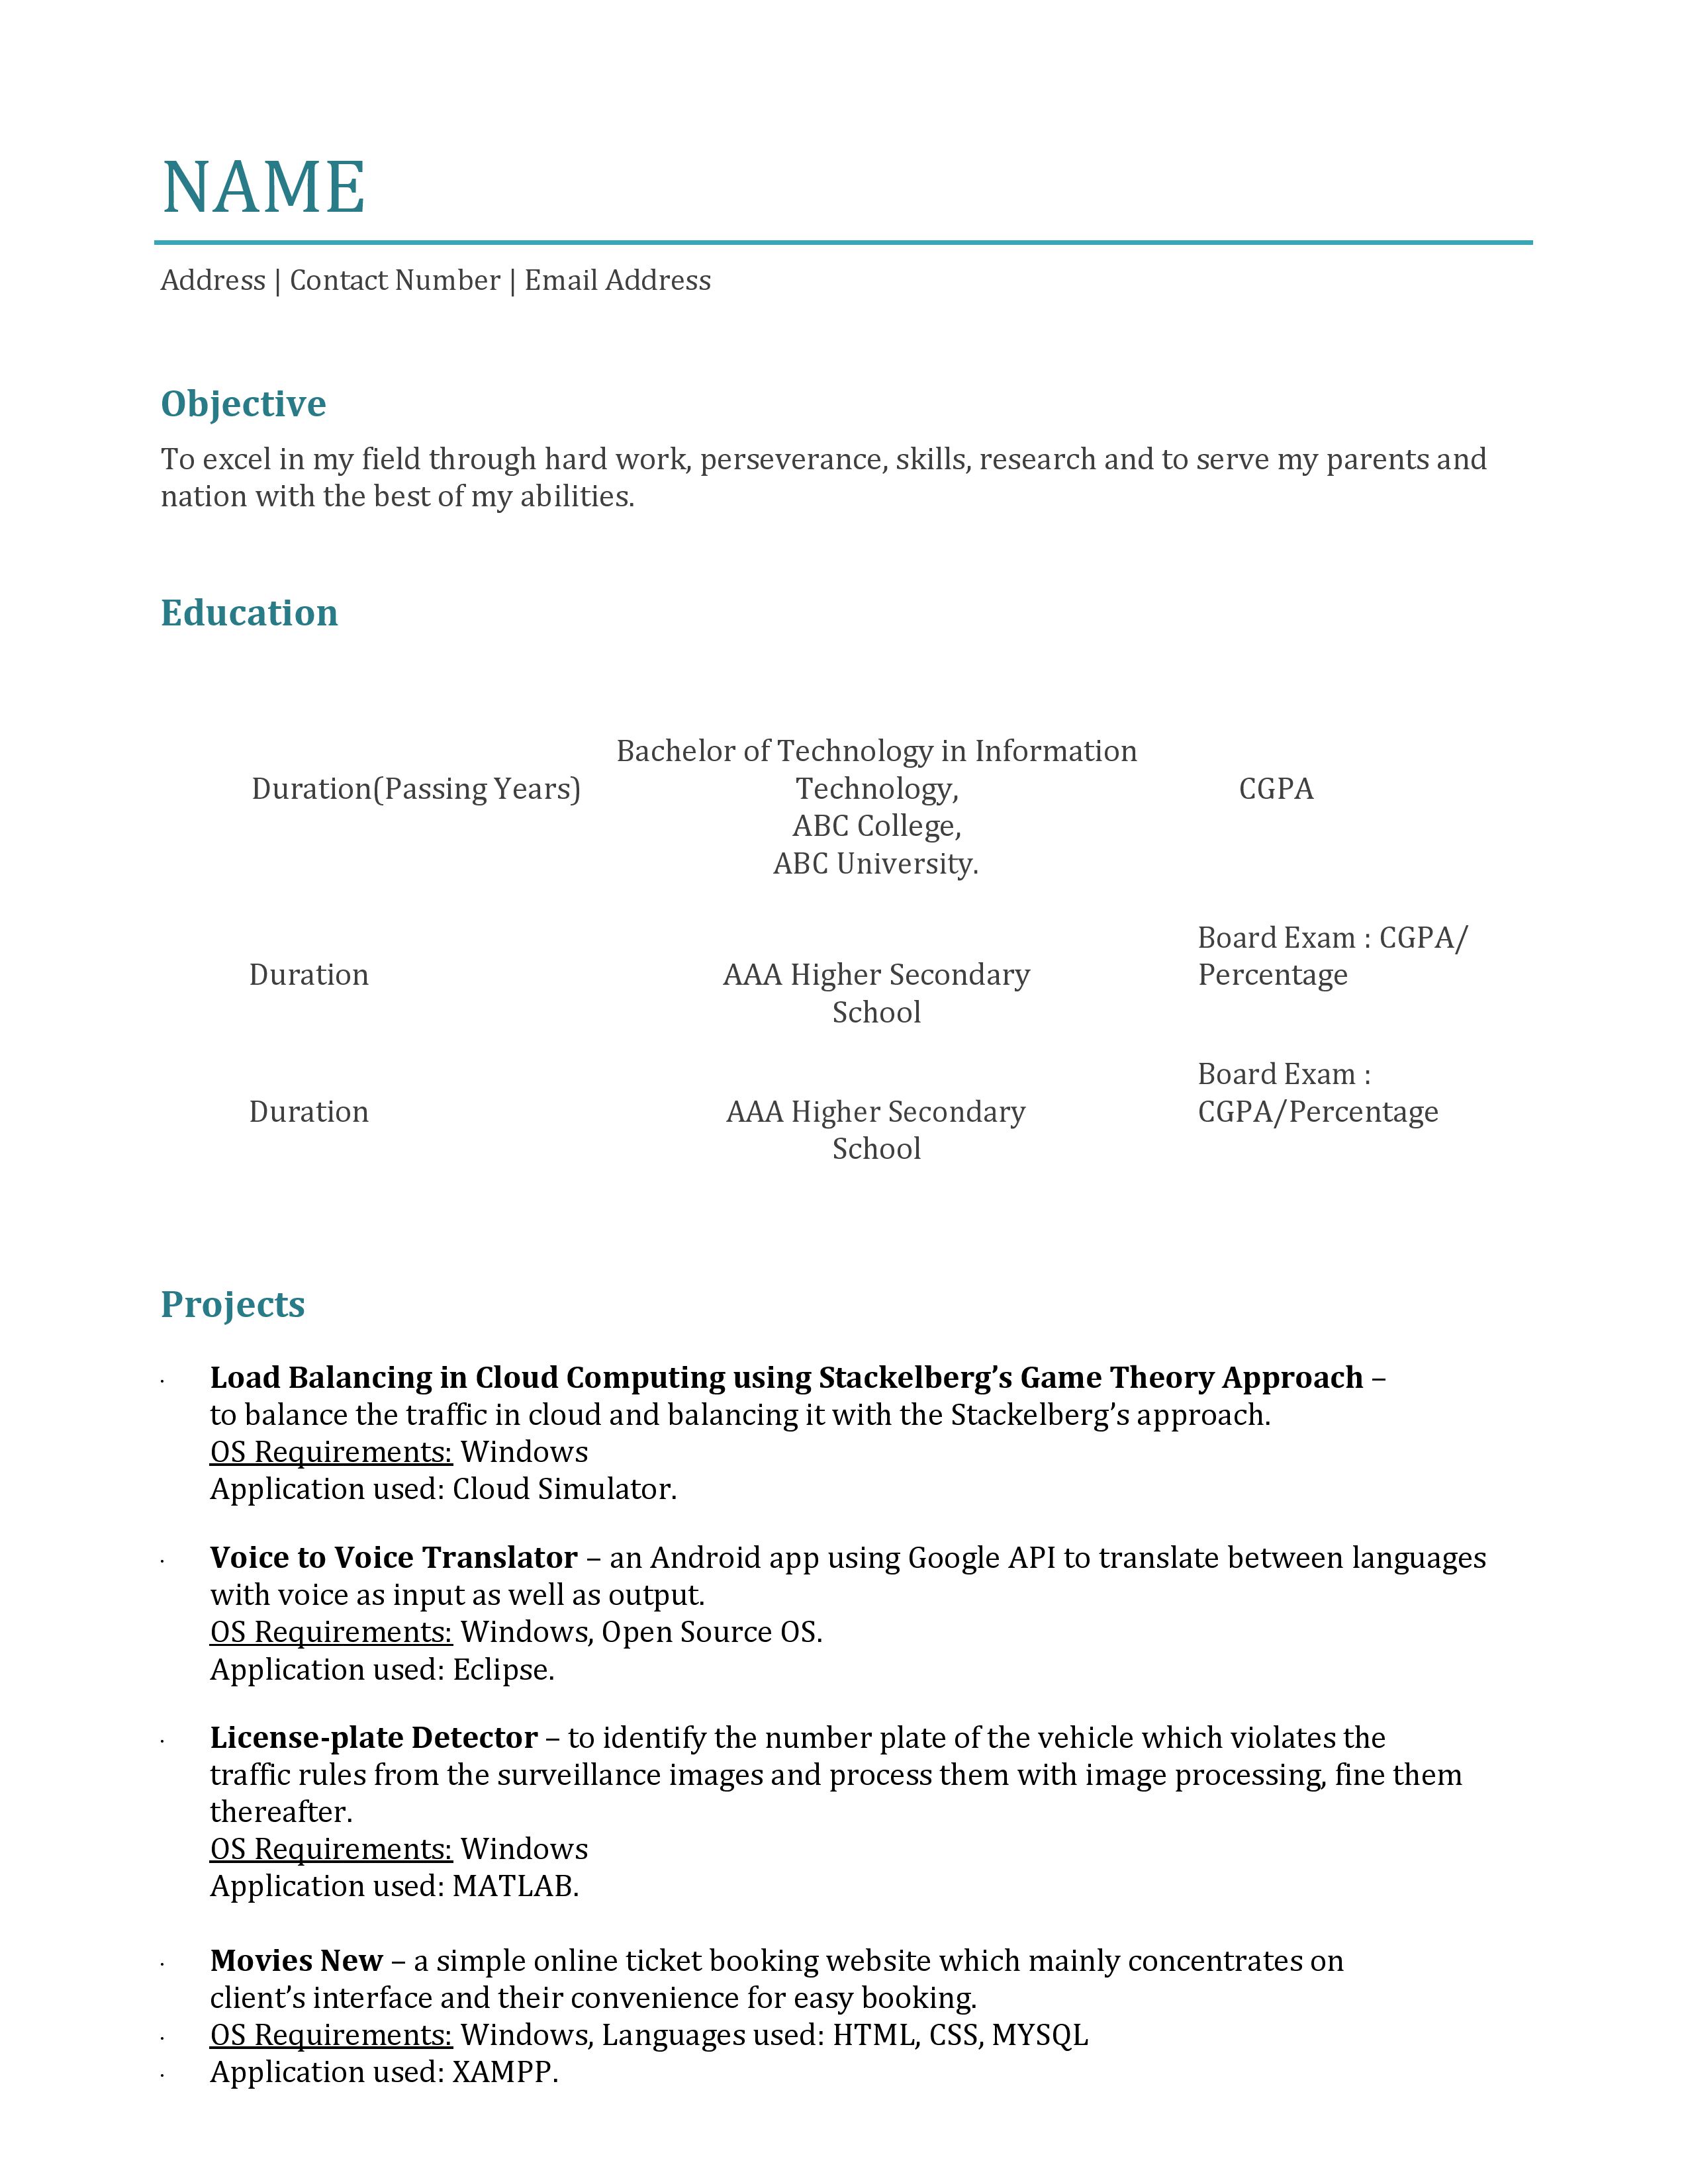 NAME
Address | Contact Number | Email Address
Objective
To excel in my field through hard work, perseverance, skills, research and to serve my parents and
nation with the best of my abilities.
Education
Bachelor of Technology in Information
Duration(Passing Years) Technology, CGPA
ABC College,
ABC University.
Board Exam : CGPA/
Duration AAA Higher Secondary Percentage
School
Board Exam :
Duration AAA Higher Secondary CGPA/Percentage
School
Projects
· Load Balancing in Cloud Computing using Stackelberg’s Game Theory Approach –
to balance the traffic in cloud and balancing it with the Stackelberg’s approach.
OS Requirements: Windows
Application used: Cloud Simulator.
· Voice to Voice Translator – an Android app using Google API to translate between languages
with voice as input as well as output.
OS Requirements: Windows, Open Source OS.
Application used: Eclipse.
· License-plate Detector – to identify the number plate of the vehicle which violates the
traffic rules from the surveillance images and process them with image processing, fine them
thereafter.
OS Requirements: Windows
Application used: MATLAB.
· Movies New – a simple online ticket booking website which mainly concentrates on
client’s interface and their convenience for easy booking.
· OS Requirements: Windows, Languages used: HTML, CSS, MYSQL
· Application used: XAMPP.